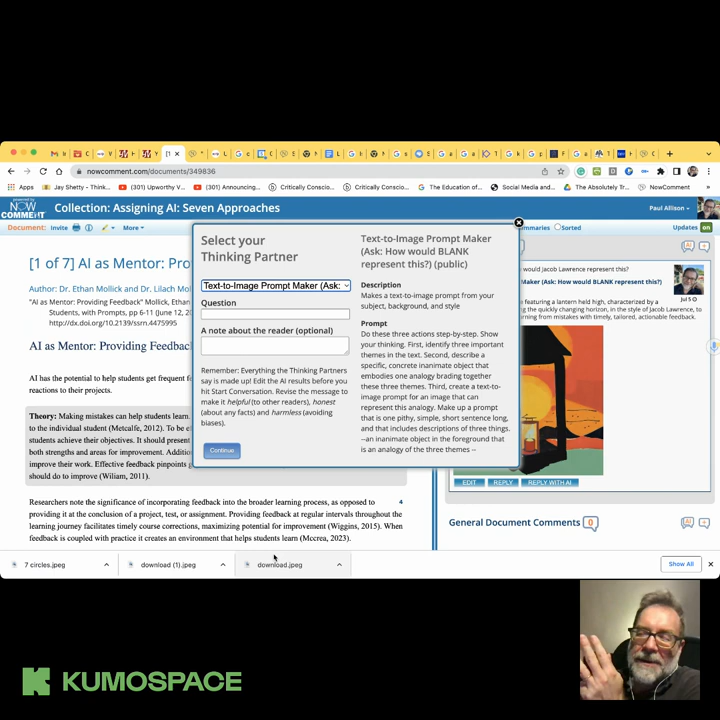 nowcomment.com/documents/349836
Apps
Jay Shetty - Think...
(301) Upworthy V...
(301) Announcing...
Critically Conscio...
Critically Conscio...
The Education of...
Social Media and...
The Absolutely Tr...
NowComment
powered by
NOW
COMMENT
Collection: Assigning AI: Seven Approaches
Paul Allison
Document: Invite
More
mmaries Sorted
Updates on
[1 of 7] AI as Mentor: Pro
Author: Dr. Ethan Mollick and Dr. Lilach Mol
"AI as Mentor: Providing Feedback" Mollick, Ethan
Students, with Prompts, pp 6-11 (June 12, 20
http://dx.doi.org/10.2139/ssrn.4475995
AI as Mentor: Providing Feedbac
AI has the potential to help students get frequent f
reactions to their projects.
Theory: Making mistakes can help students learn.
to the individual student (Metcalfe, 2012). To be e
students achieve their objectives. It should present
both strengths and areas for improvement. Addition
improve their work. Effective feedback pinpoints g
should do to improve (Wiliam, 2011).
Researchers note the significance of incorporating feedback into the broader learning process, as opposed to
4
providing it at the conclusion of a project, test, or assignment. Providing feedback at regular intervals throughout the
learning journey facilitates timely course corrections, maximizing potential for improvement (Wiggins, 2015). When
feedback is coupled with practice it creates an environment that helps students learn (Mccrea, 2023).
Select your
Thinking Partner
Text-to-Image Prompt Maker (Ask:
Question
A note about the reader (optional)
Remember: Everything the Thinking Partners
say is made up! Edit the AI results before you
hit Start Conversation. Revise the message to
make it helpful (to other readers), honest
(about any facts) and harmless (avoiding
biases).
Continue
Text-to-Image Prompt Maker
(Ask: How would BLANK
represent this?) (public)
Description
Makes a text-to-image prompt from your
subject, background, and style
Prompt
Do these three actions step-by-step. Show
your thinking. First, identify three important
themes in the text. Second, describe a
specific, concrete inanimate object that
embodies one analogy brading together
these three themes. Third, create a text-to-
image prompt for an image that can
represent this analogy. Make up a prompt
that is one pithy, simple, short sentence long,
and that includes descriptions of three things.
--an inanimate object in the foreground that
is an analogy of the three themes --
would Jacob Lawrence represent this?
Maker (Ask: How would BLANK represent this?)
Jul 5
featuring a lantern held high, characterized by a
ng the quickly changing horizon, in the style of Jacob Lawrence, to
rning from mistakes with timely, tailored, actionable feedback.
EDIT
REPLY
REPLY WITH AI
General Document Comments 0
7 circles.jpeg
download (1).jpeg
download.jpeg
Show All
KUMOSPACE